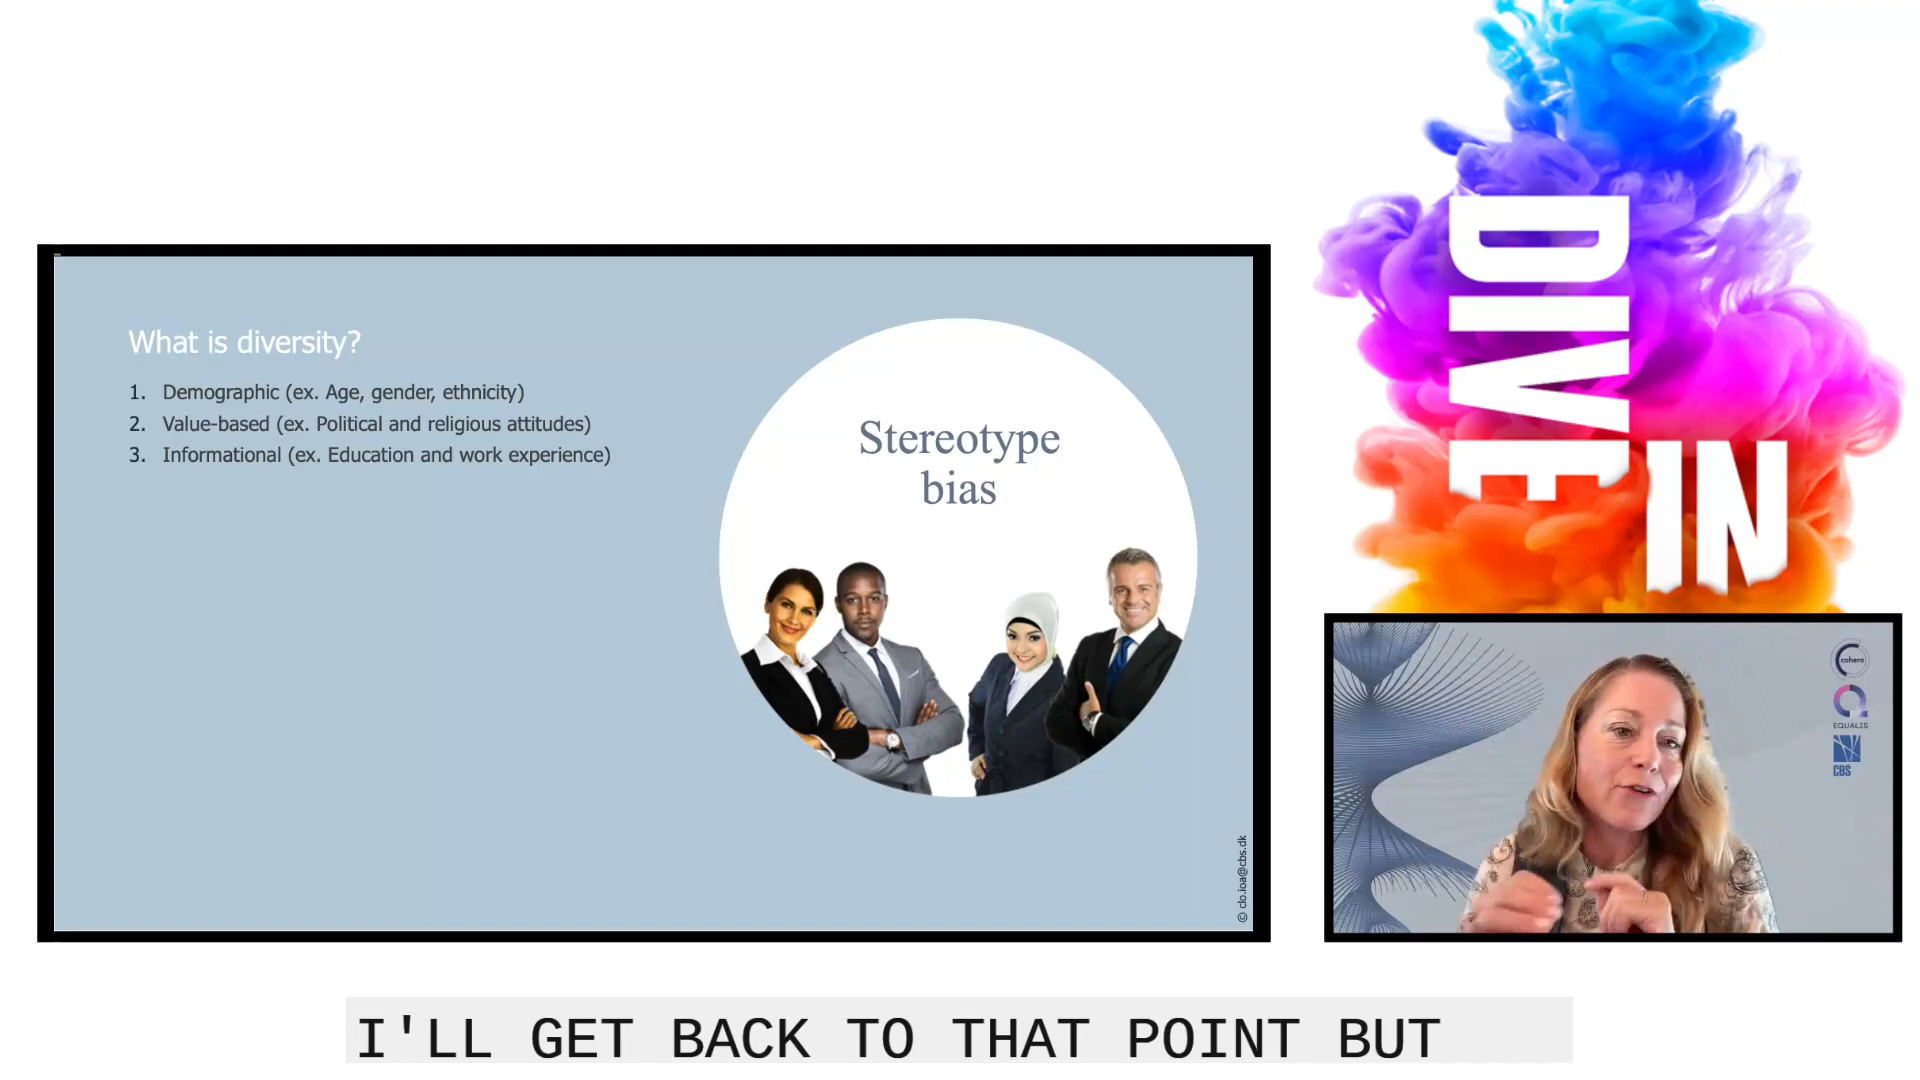 What is diversity?
1. Demographic (ex. Age, gender, ethnicity)
2. Value-based (ex. Political and religious attitudes)
3. Informational (ex. Education and work experience)
Stereotype
bias
© clo.ioa@cbs.dk
DIVE
IN
cohera
EQUALIS
CBS
I'LL GET BACK TO THAT POINT BUT